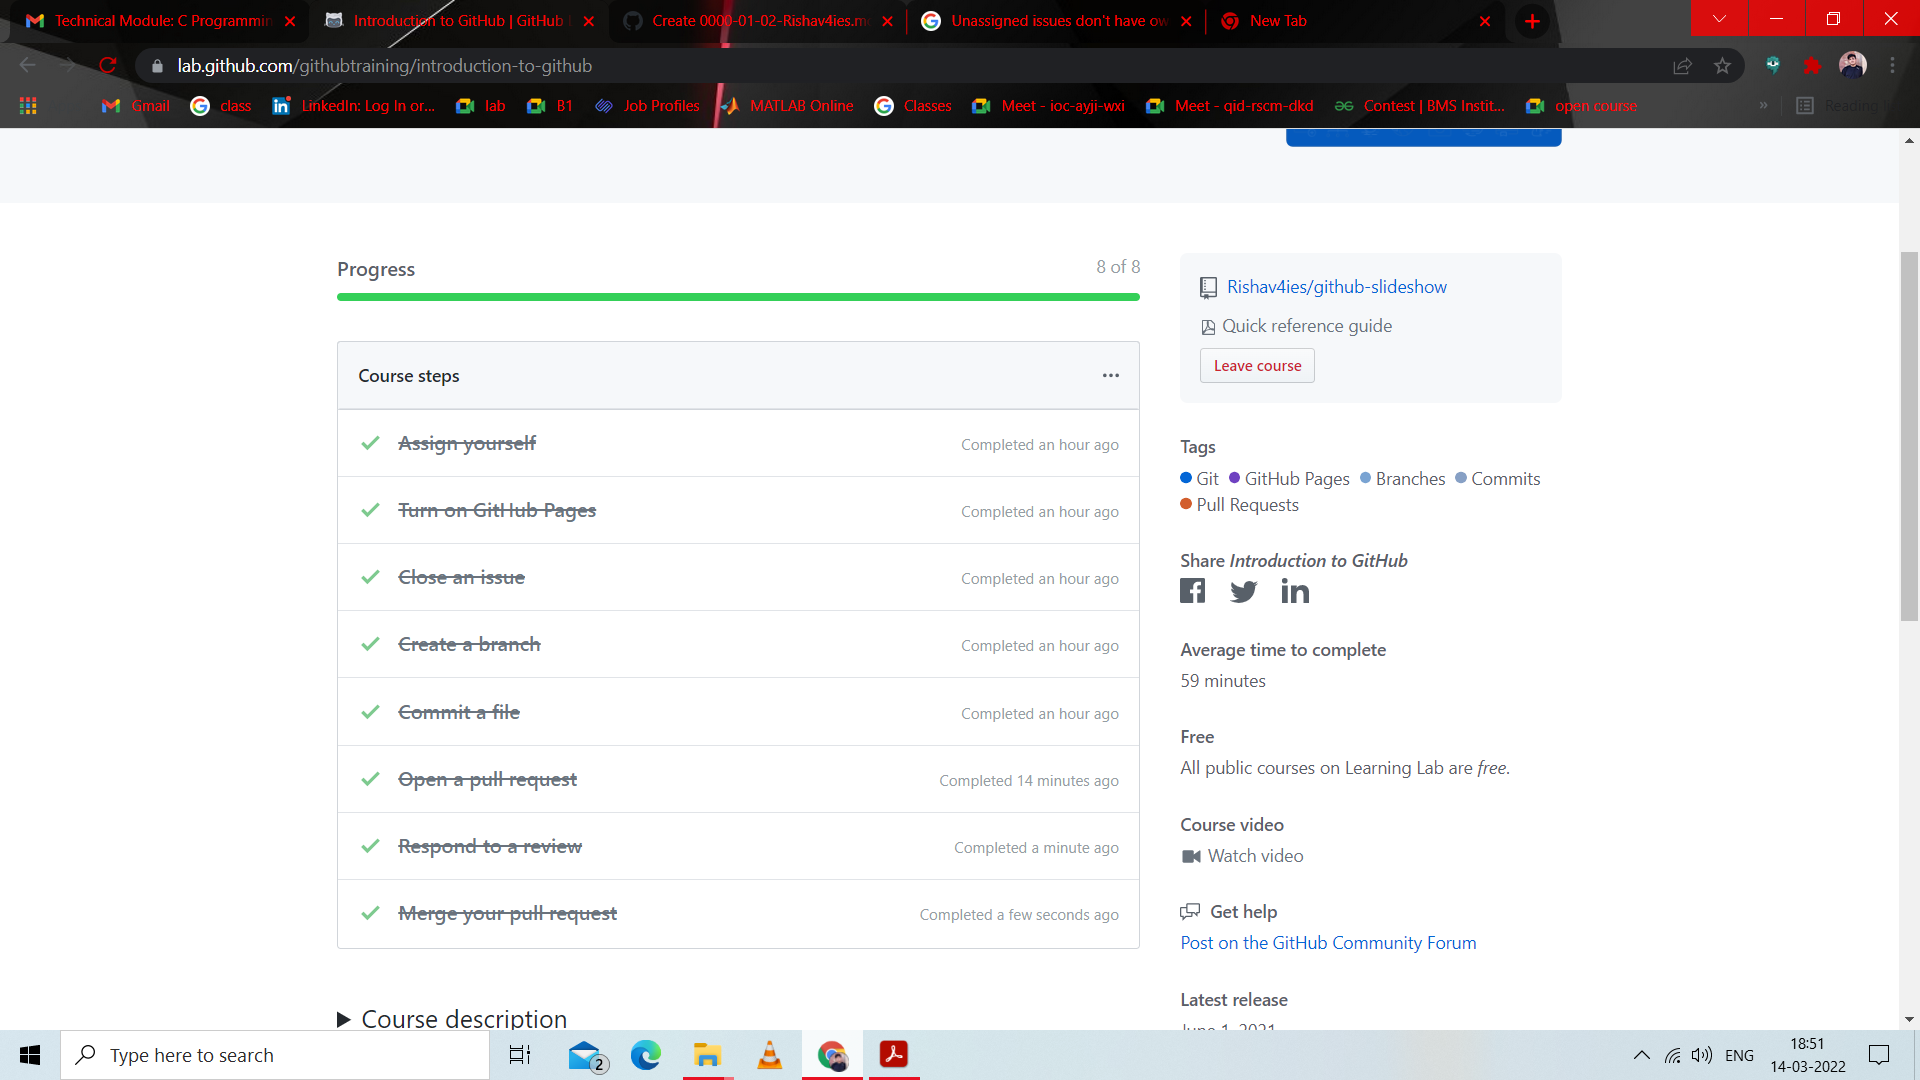 Technical Module: C Programmin
Introduction to GitHub | GitHub
Create 0000-01-02-Rishav4ies.m
Unassigned issues don't have ow
New Tab
lab.github.com/githubtraining/introduction-to-github
Gmail
class
LinkedIn: Log In or...
lab
B1
Job Profiles
MATLAB Online
Classes
Meet - ioc-ayji-wxi
Meet - qid-rscm-dkd
Contest | BMS Instit...
open course
»
Reading
Progress
8 of 8
Course steps
Assign yourself
Completed an hour ago
Turn on GitHub Pages
Completed an hour ago
Close an issue
Completed an hour ago
Create a branch
Completed an hour ago
Commit a file
Completed an hour ago
Open a pull request
Completed 14 minutes ago
Respond to a review
Completed a minute ago
Merge your pull request
Completed a few seconds ago
Course description
Rishav4ies/github-slideshow
Quick reference guide
Leave course
Tags
Git GitHub Pages Branches Commits
Pull Requests
Share Introduction to GitHub
Average time to complete
59 minutes
Free
All public courses on Learning Lab are free.
Course video
Watch video
Get help
Post on the GitHub Community Forum
Latest release
June 1, 2021
Type here to search
2
ENG
18:51
14-03-2022